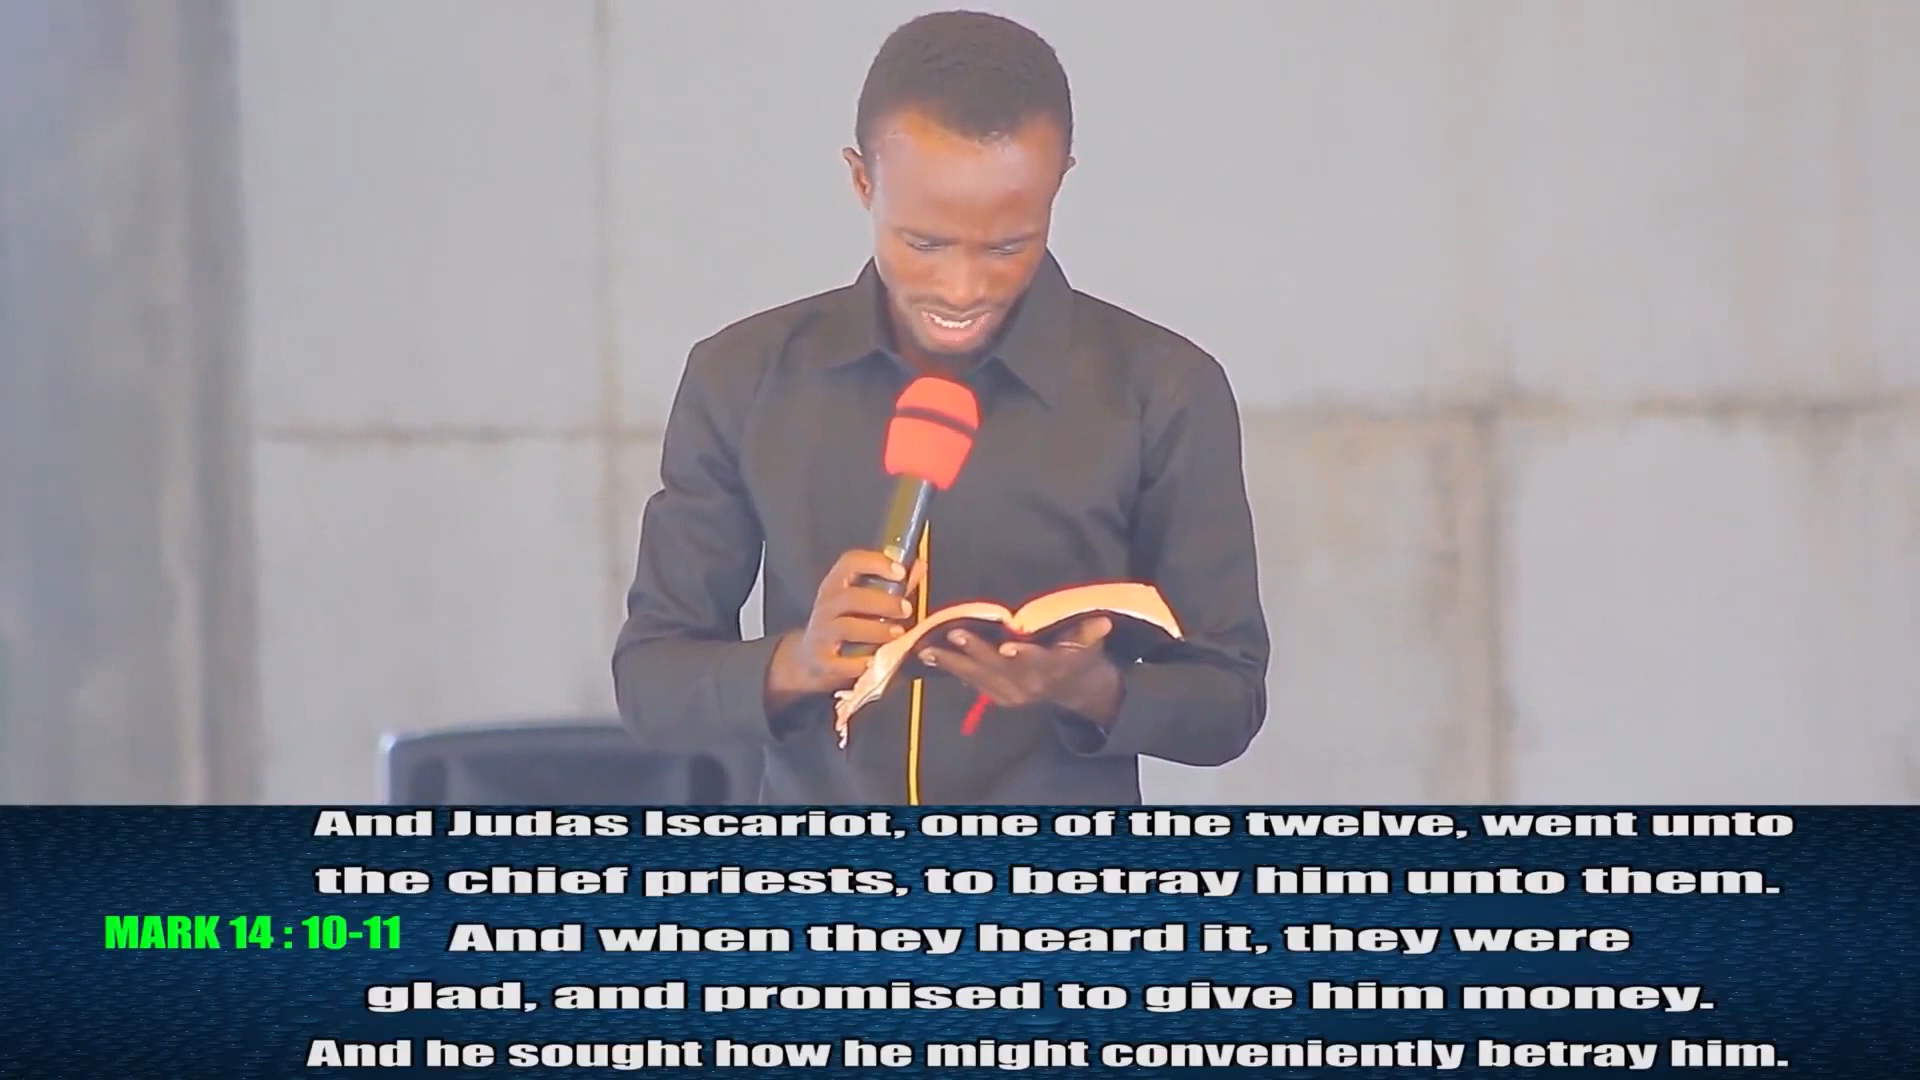 And Judas Iscariot, one of the twelve, went unto
the chief priests, to betray him unto them.
MARK 14 : 10-11
And when they heard it, they were
glad, and promised to give him money.
And he sought how he might conveniently betray him.